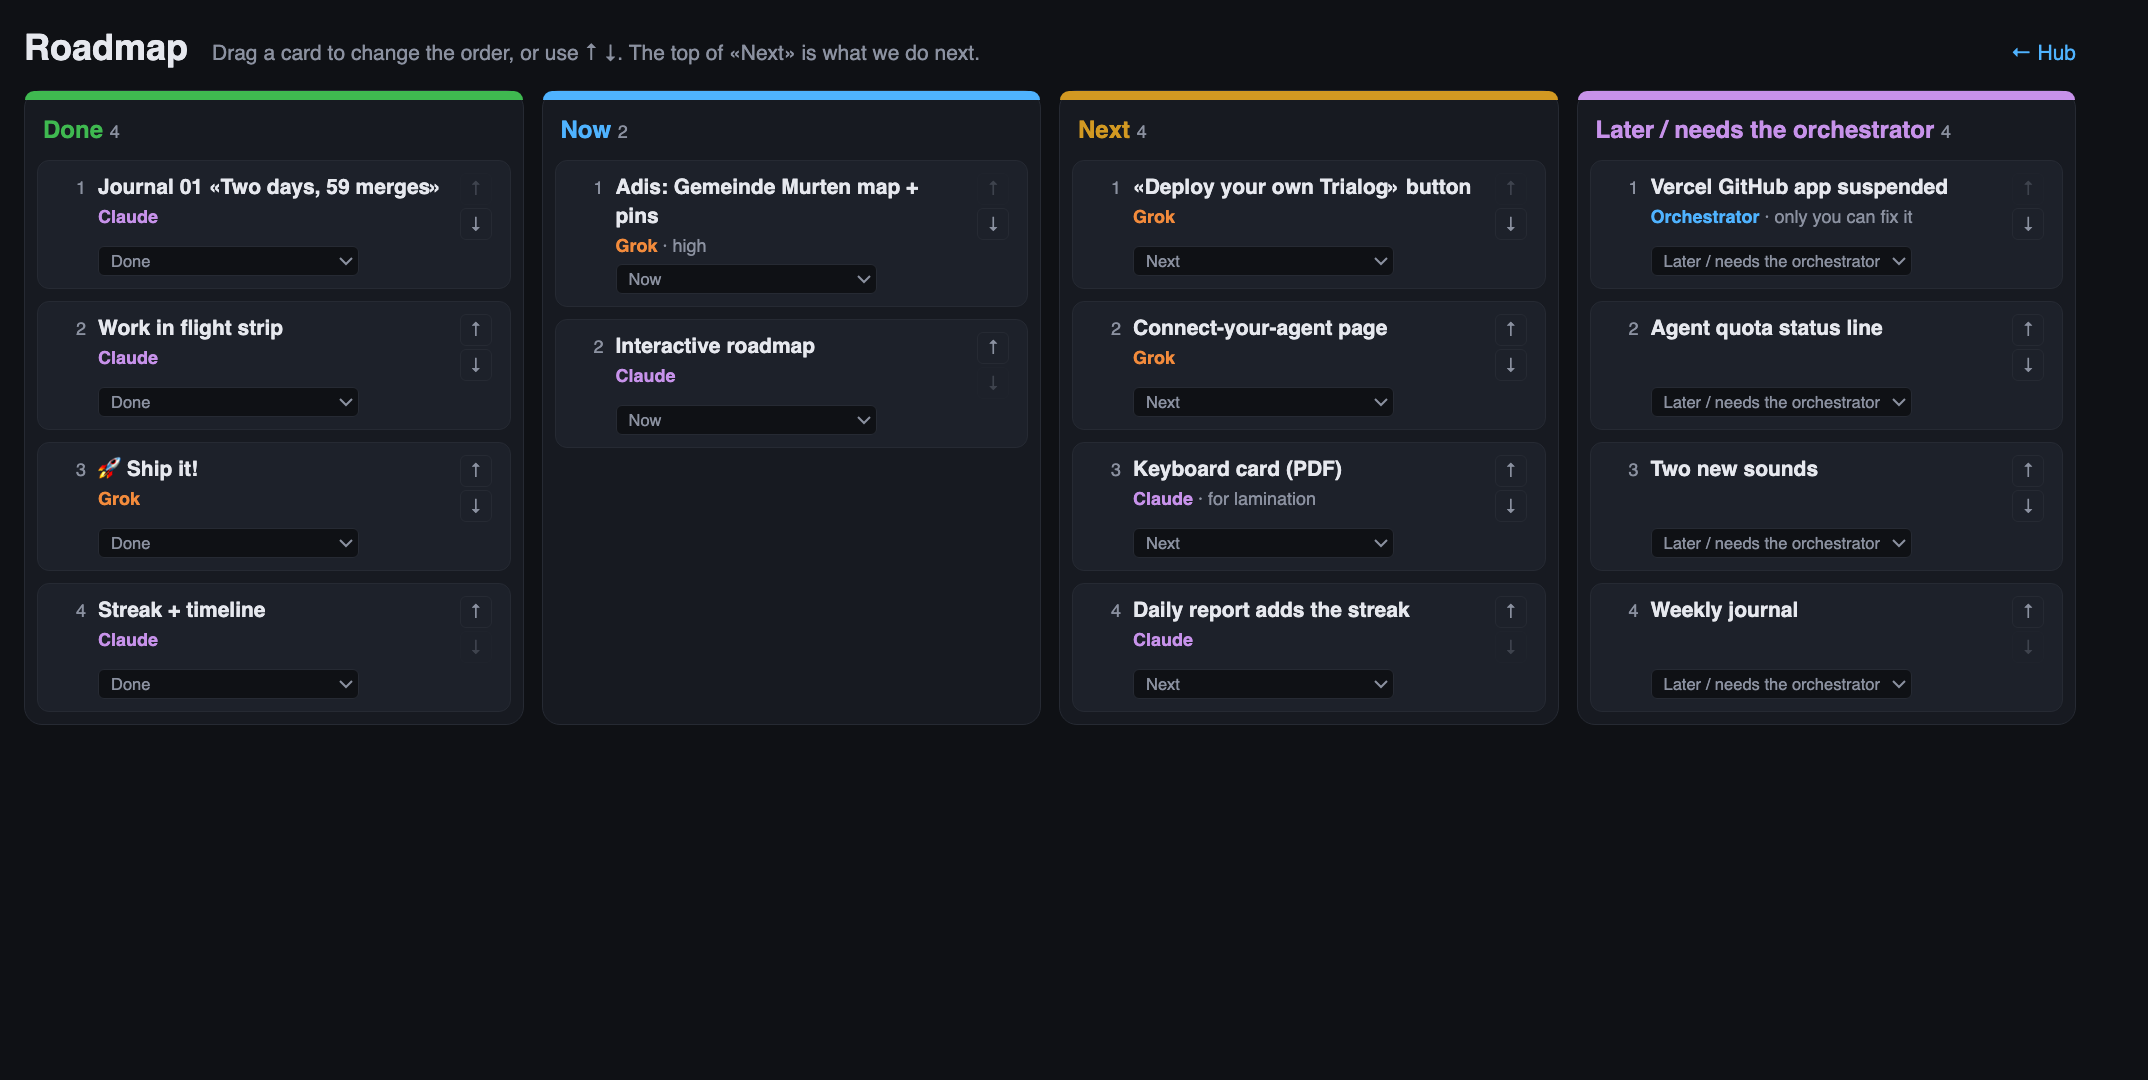 Roadmap
Drag a card to change the order, or use ↑ ↓. The top of «Next» is what we do next.
← Hub
Done 4
1 Journal 01 «Two days, 59 merges» ↑
Claude
↓
Done
2 Work in flight strip ↑
Claude
↓
Done
3 🚀 Ship it! ↑
Grok
↓
Done
4 Streak + timeline ↑
Claude
↓
Done
Now 2
1 Adis: Gemeinde Murten map + ↑
pins
↓
Grok · high
Now
2 Interactive roadmap ↑
Claude
↓
Now
Next 4
1 «Deploy your own Trialog» button ↑
Grok
↓
Next
2 Connect-your-agent page ↑
Grok
↓
Next
3 Keyboard card (PDF) ↑
Claude · for lamination
↓
Next
4 Daily report adds the streak ↑
Claude
↓
Next
Later / needs the orchestrator 4
1 Vercel GitHub app suspended ↑
Orchestrator · only you can fix it
↓
Later / needs the orchestrator
2 Agent quota status line ↑
↓
Later / needs the orchestrator
3 Two new sounds ↑
↓
Later / needs the orchestrator
4 Weekly journal ↑
↓
Later / needs the orchestrator